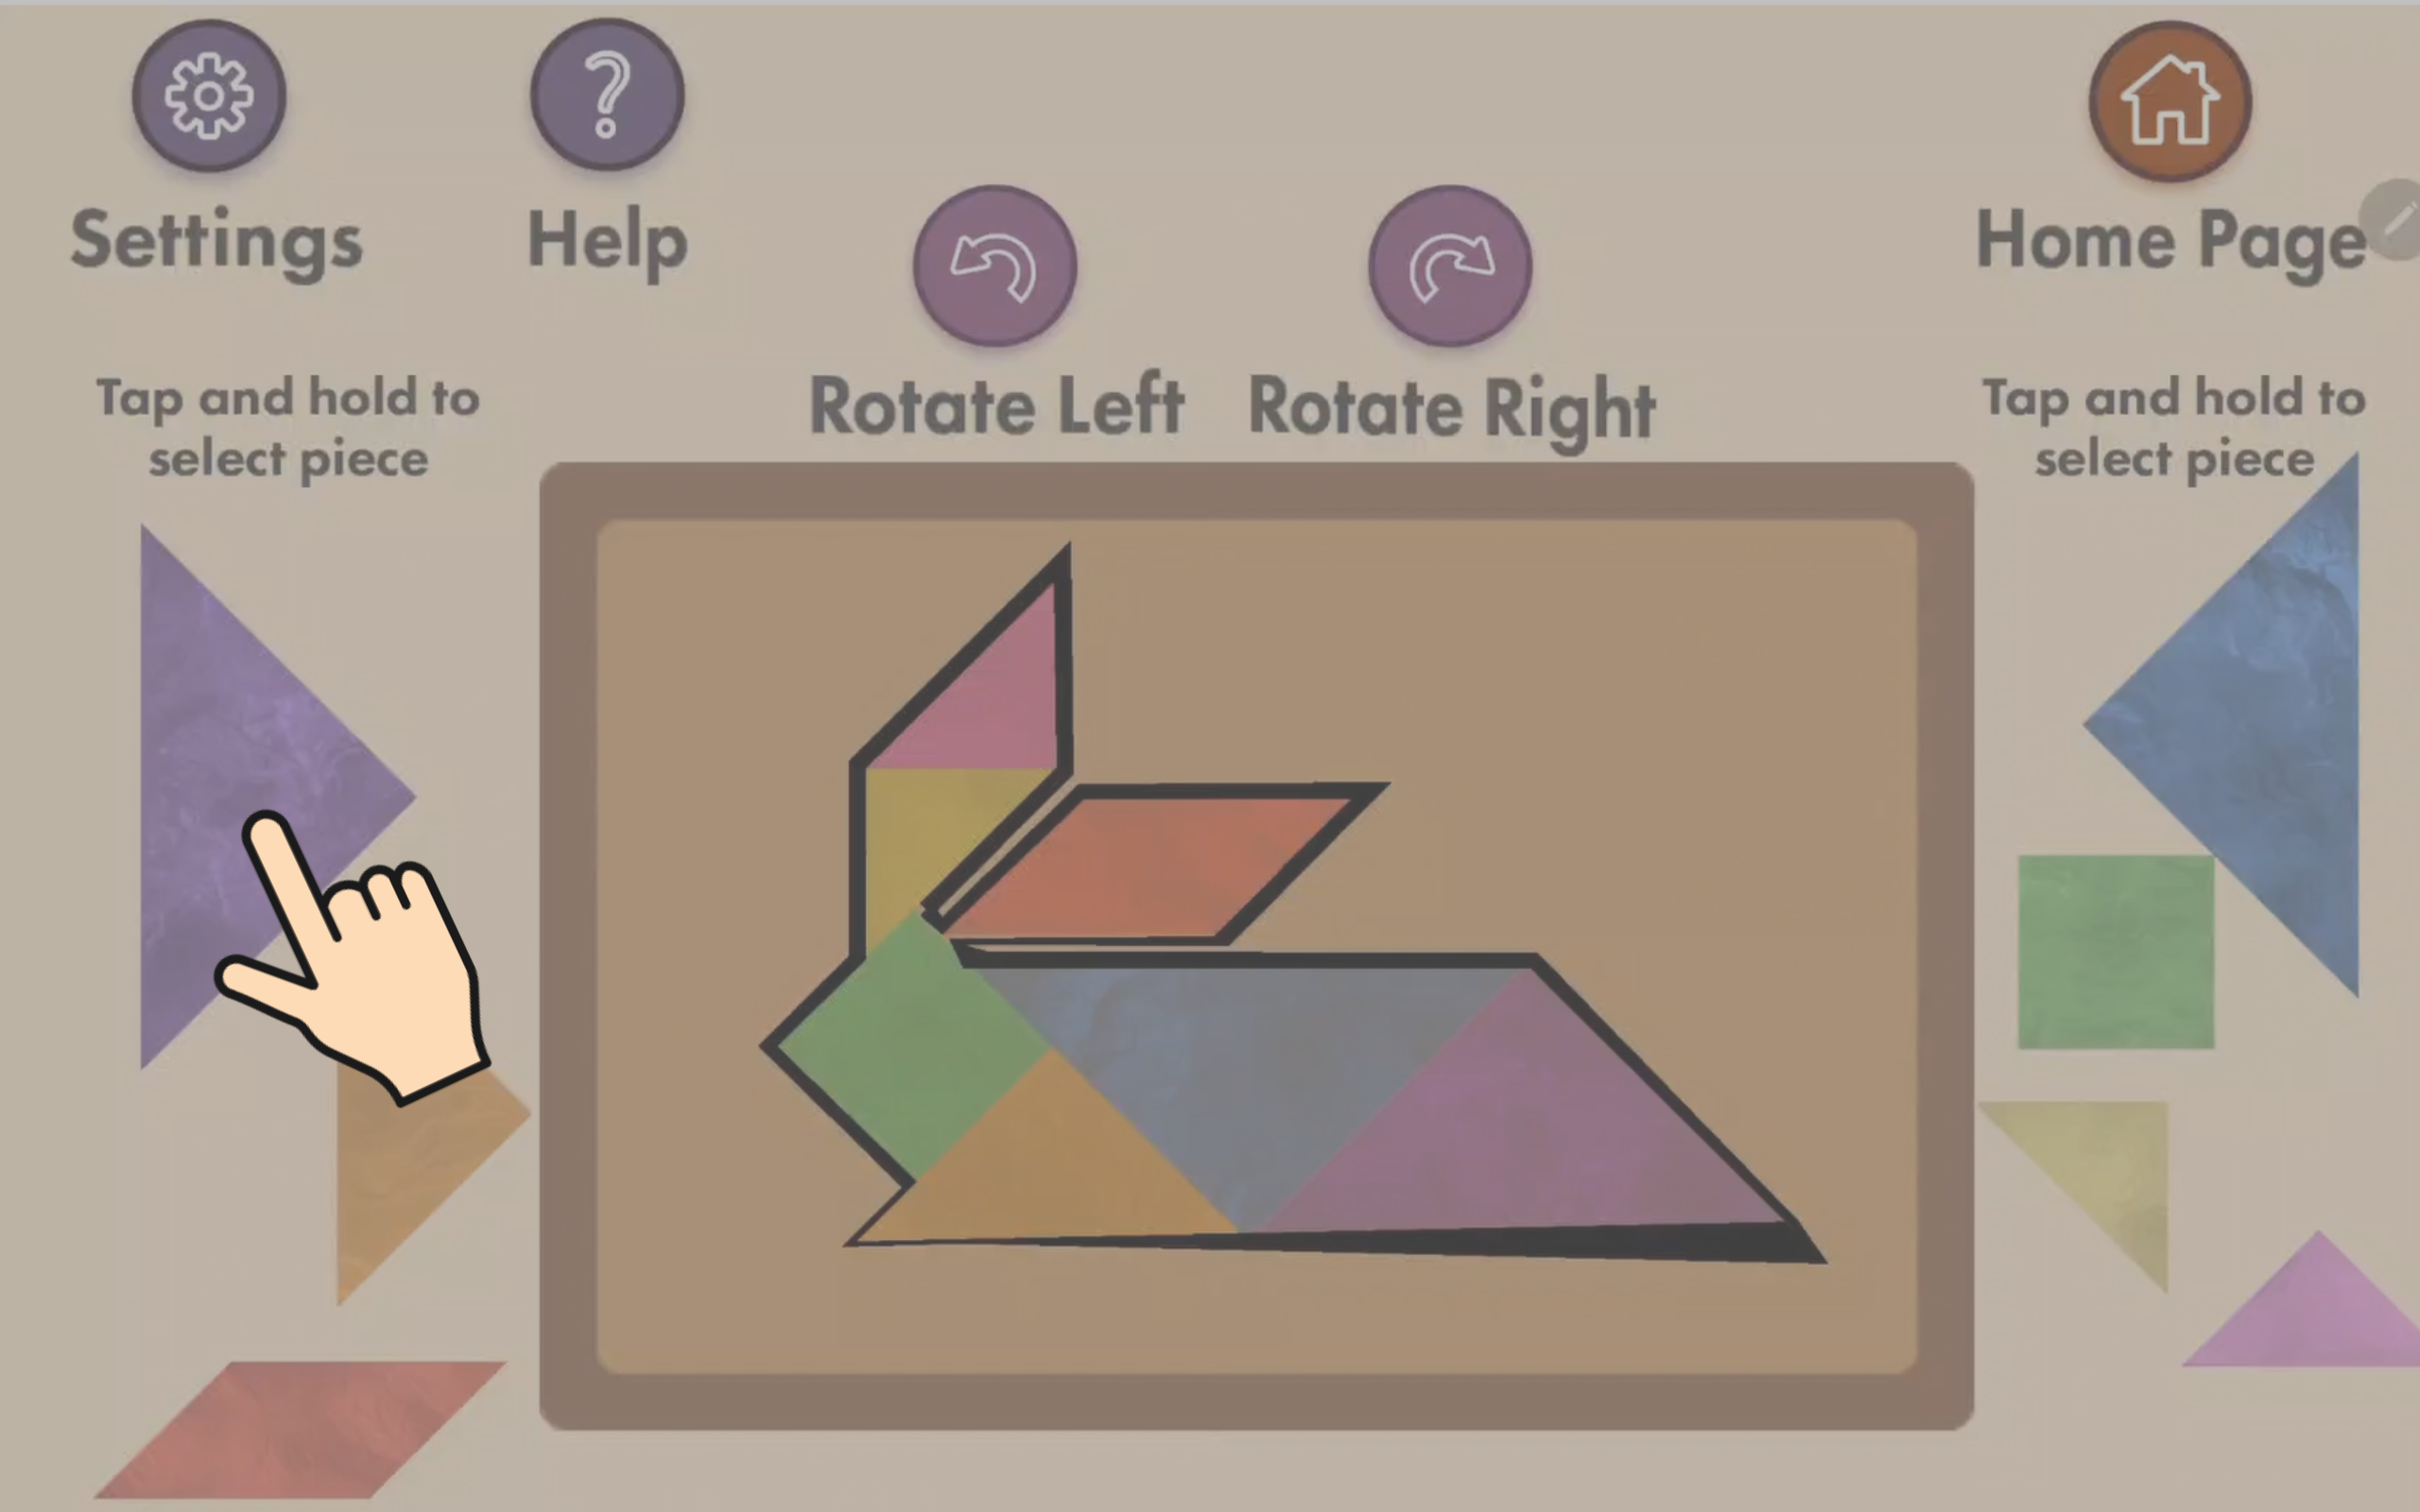 Settings
Help
Home Page
Rotate Left
Rotate Right
Tap and hold to
select piece
Tap and hold to
select piece